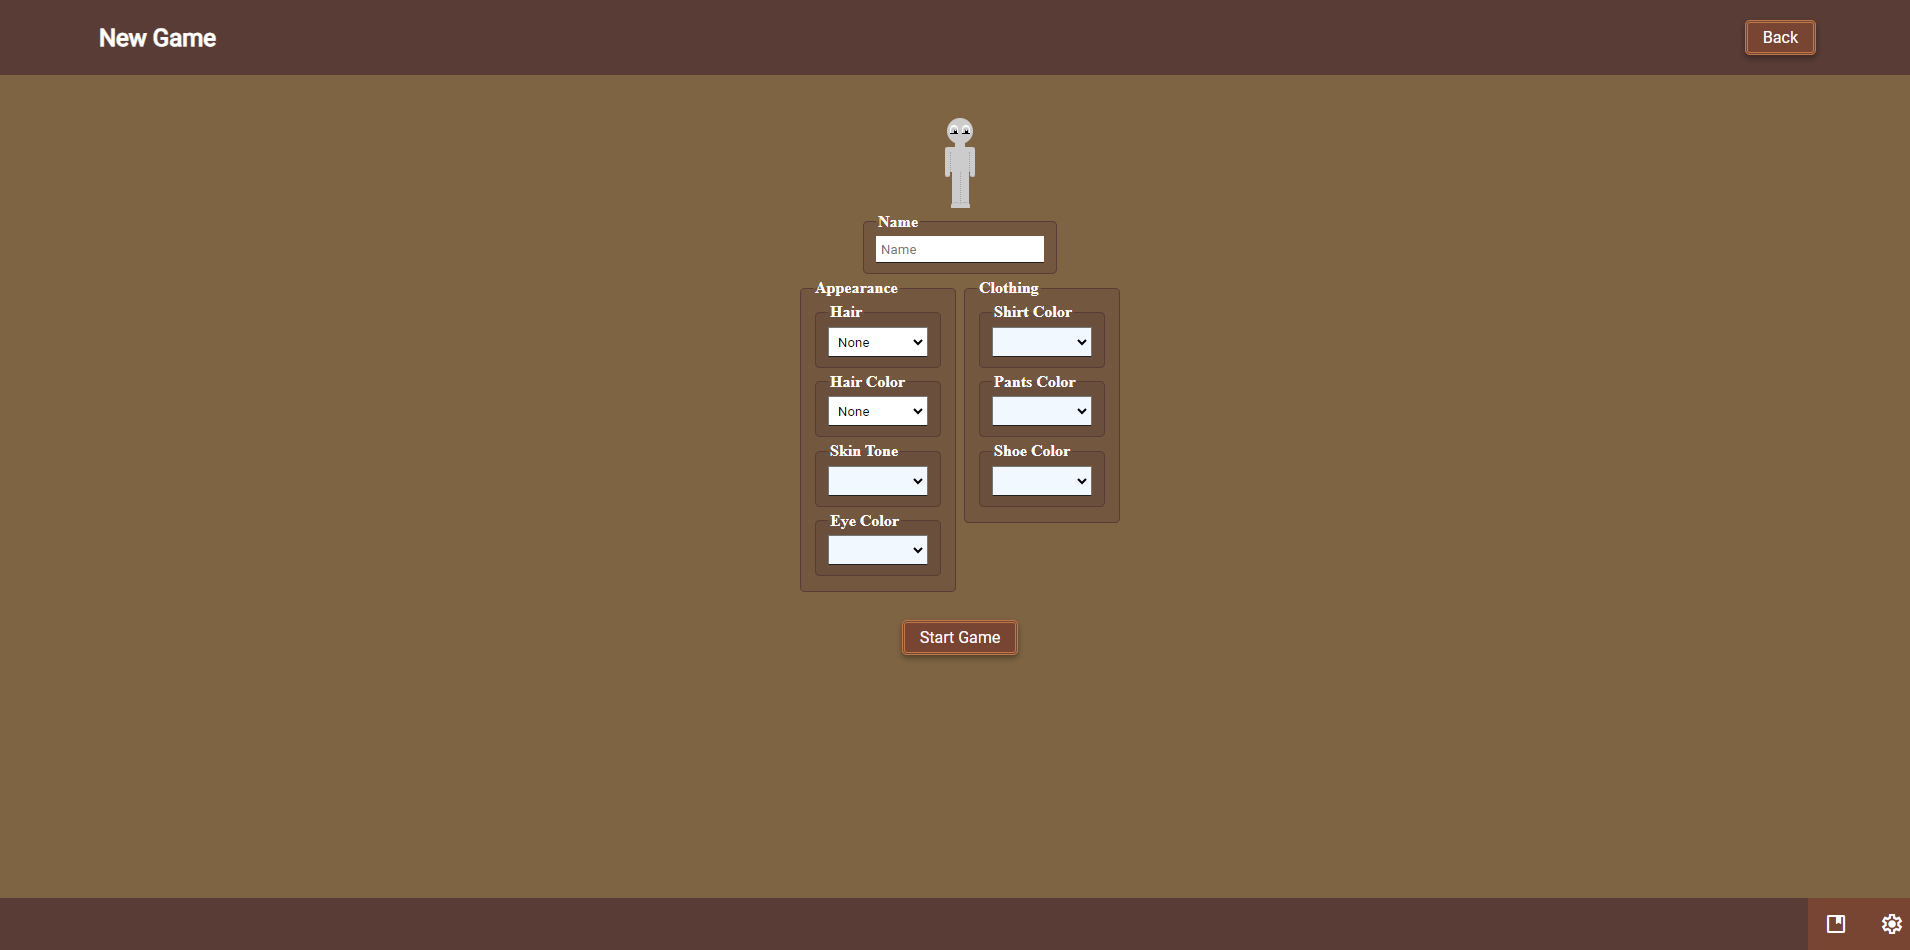 New Game
Back
Name
Name
Appearance
Clothing
Hair
None
Shirt Color
Hair Color
None
Pants Color
Skin Tone
Shoe Color
Eye Color
Start Game